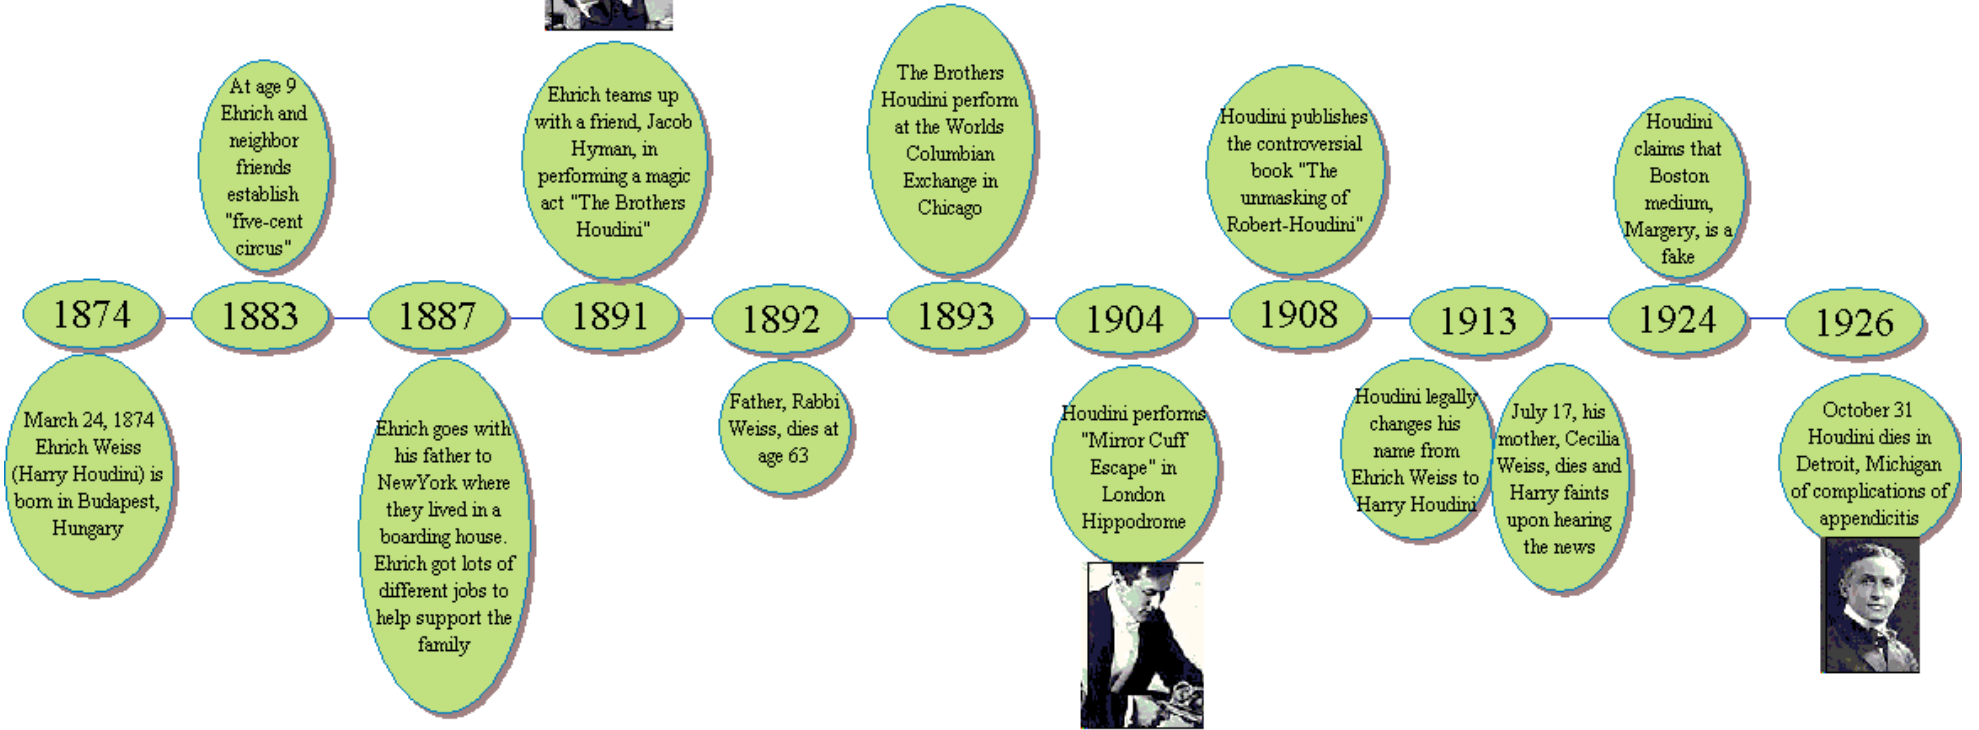 At age 9
Ehrich and
neighbor
friends
establish
"five-cent
circus"
Ehrich teams up
with a friend, Jacob
Hyman, in
performing a magic
act "The Brothers
Houdini"
The Brothers
Houdini perform
at the Worlds
Columbian
Exchange in
Chicago
Houdini publishes
the controversial
book "The
unmasking of
Robert-Houdini"
Houdini
claims that
Boston
medium,
Margery, is a
fake
1874
1883
1887
1891
1892
1893
1904
1908
1913
1924
1926
March 24, 1874
Ehrich Weiss
(Harry Houdini) is
born in Budapest,
Hungary
Ehrich goes with
his father to
NewYork where
they lived in a
boarding house.
Ehrich got lots of
different jobs to
help support the
family
Father, Rabbi
Weiss, dies at
age 63
Houdini performs
"Mirror Cuff
Escape" in
London
Hippodrome
Houdini legally
changes his
name from
Ehrich Weiss to
Harry Houdini
July 17, his
mother, Cecilia
Weiss, dies and
Harry faints
upon hearing
the news
October 31
Houdini dies in
Detroit, Michigan
of complications of
appendicitis